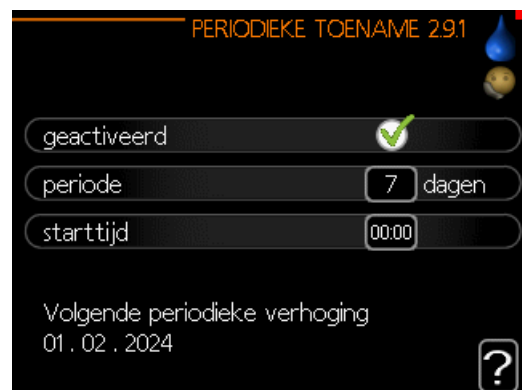 PERIODIEKE TOENAME 2.9.1
geactiveerd
periode 7 dagen
starttijd 00:00
Volgende periodieke verhoging
01 . 02 . 2024
?